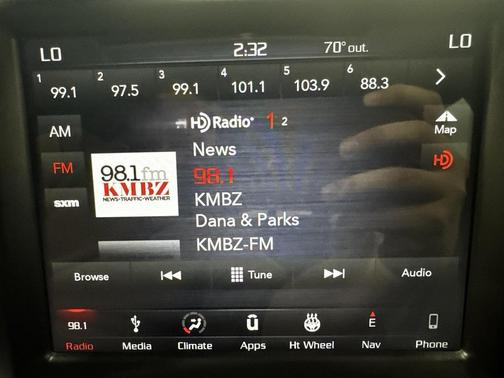 LO 2:32 70° out. LO
1 99.1 2 97.5 3 99.1 4 101.1 5 103.9 6 88.3
AM
FM
sxm
HD Radio 1 2
News
98.1
KMBZ
Dana & Parks
KMBZ-FM
98.1 fm
KMBZ
NEWS•TRAFFIC•WEATHER
Map
HD
Browse Tune Audio
98.1 E
Radio Media Climate Apps Ht Wheel Nav Phone